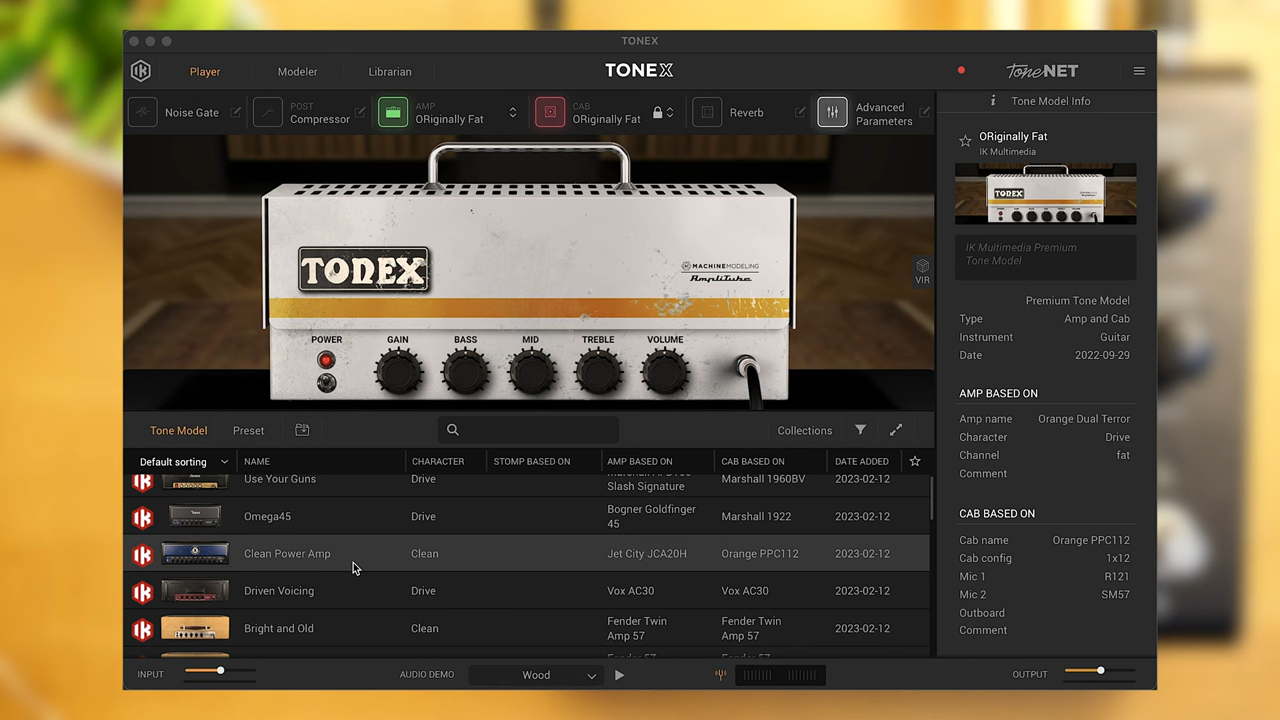 TONEX
Player
Modeler
Librarian
TONEX
ToneNET
Noise Gate
POST
Compressor
AMP
ORiginally Fat
CAB
ORiginally Fat
Reverb
Advanced
Parameters
i Tone Model Info
ORiginally Fat
IK Multimedia
TONEX
IK Multimedia Premium
Tone Model
TONEX
MACHINEMODELING
AmpliTube
VIR
POWER
GAIN
BASS
MID
TREBLE
VOLUME
Premium Tone Model
Type Amp and Cab
Instrument Guitar
Date 2022-09-29
AMP BASED ON
Amp name Orange Dual Terror
Character Drive
Channel fat
Comment
CAB BASED ON
Cab name Orange PPC112
Cab config 1x12
Mic 1 R121
Mic 2 SM57
Outboard
Comment
Tone Model
Preset
Collections
Default sorting NAME CHARACTER STOMP BASED ON AMP BASED ON CAB BASED ON DATE ADDED
Use Your Guns Drive Slash Signature Marshall 1960BV 2023-02-12
Omega45 Drive Bogner Goldfinger
45 Marshall 1922 2023-02-12
Clean Power Amp Clean Jet City JCA20H Orange PPC112 2023-02-12
Driven Voicing Drive Vox AC30 Vox AC30 2023-02-12
Bright and Old Clean Fender Twin
Amp 57 Fender Twin
Amp 57 2023-02-12
INPUT
AUDIO DEMO
Wood
OUTPUT